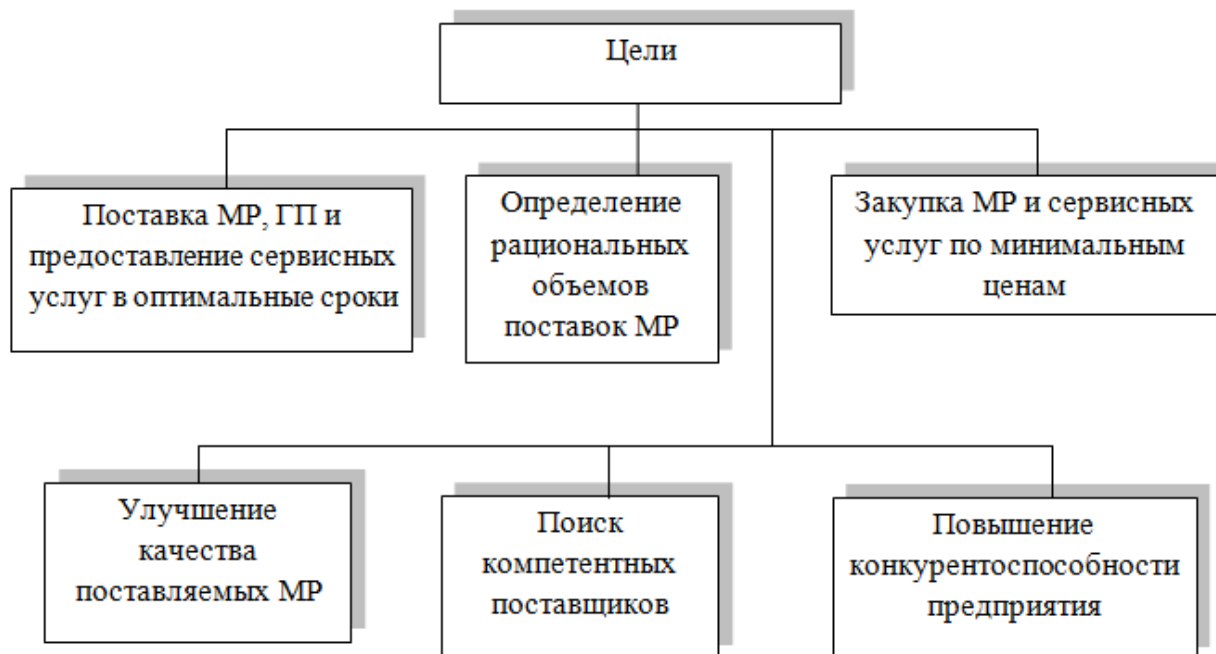 Цели
Поставка МР, ГП и
предоставление сервисных
услуг в оптимальные сроки
Определение
рациональных
объемов
поставок МР
Закупка МР и сервисных
услуг по минимальным
ценам
Улучшение
качества
поставляемых МР
Поиск
компетентных
поставщиков
Повышение
конкурентоспособности
предприятия